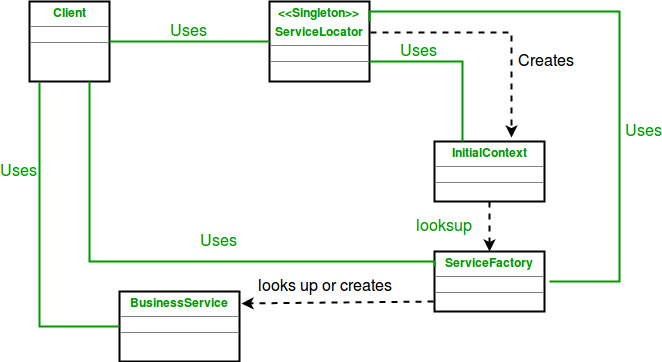 Client
<<Singleton>>
ServiceLocator
Uses
Uses
Creates
Uses
InitialContext
Uses
looksup
Uses
ServiceFactory
looks up or creates
BusinessService